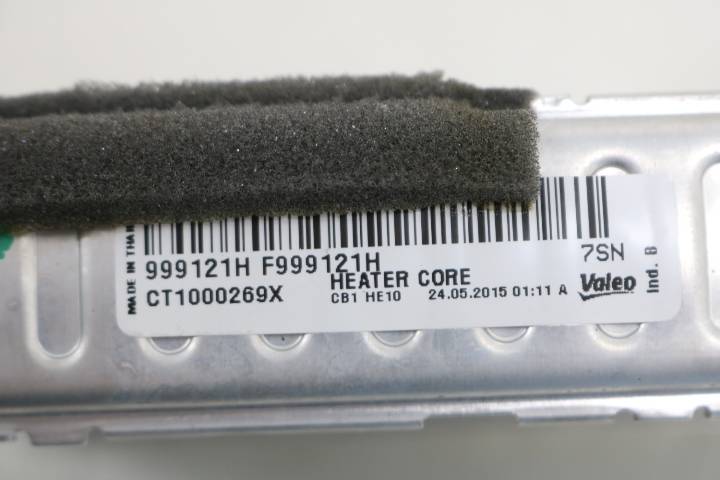 MADE IN THAI
999121H F999121H
7SN
Ind. B
HEATER CORE
Valeo
CT1000269X
CB1 HE10
24.05.2015 01:11 A